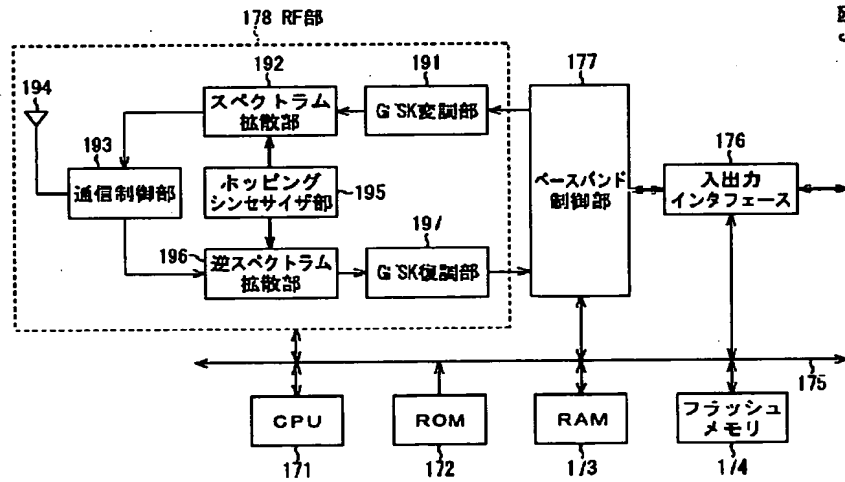 178 RF部
194
192
191
177
スペクトラム
拡散部
G SK変調部
193
通信制御部
ホッピング
シンセサイザ部
195
ベースバンド
制御部
176
入出力
インタフェース
196
逆スペクトラム
拡散部
19/
G SK復調部
175
CPU
ROM
RAM
フラッシュ
メモリ
171
172
1/3
1/4